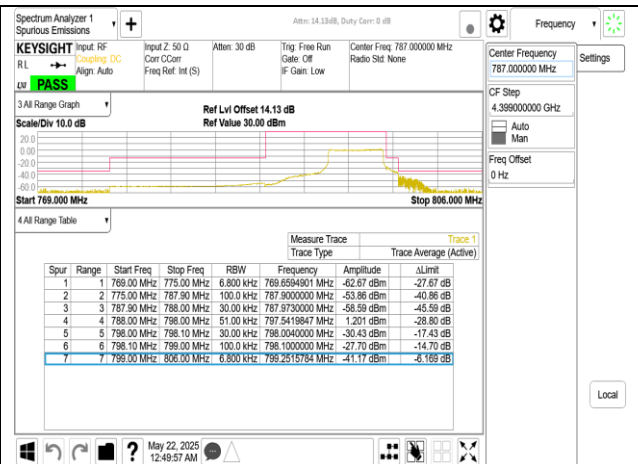 Spectrum Analyzer 1
Spurious Emissions
Attn: 14.13dB, Duty Corr: 0 dB
Frequency
KEYSIGHT Input: RF Input Z: 50 Ω Atten: 30 dB Trig: Free Run Center Freq: 787.000000 MHz
RL Coupling: DC Corr CCorr Gate: Off Radio Std: None
Align: Auto Freq Ref: Int (S) IF Gain: Low
LXI PASS
Center Frequency
787.000000 MHz
Settings
CF Step
4.399000000 GHz
Auto
Man
Freq Offset
0 Hz
3 All Range Graph
Ref Lvl Offset 14.13 dB
Scale/Div 10.0 dB Ref Value 30.00 dBm
20.0
0.00
-20.0
-40.0
-60.0
Start 769.000 MHz Stop 806.000 MHz
4 All Range Table
Measure Trace Trace 1
Trace Type Trace Average (Active)
Spur Range Start Freq Stop Freq RBW Frequency Amplitude ΔLimit
1 1 769.00 MHz 775.00 MHz 6.800 kHz 769.6594901 MHz -62.67 dBm -27.67 dB
2 2 775.00 MHz 787.90 MHz 100.0 kHz 787.9000000 MHz -53.86 dBm -40.86 dB
3 3 787.90 MHz 788.00 MHz 30.00 kHz 787.9730000 MHz -58.59 dBm -45.59 dB
4 4 788.00 MHz 798.00 MHz 51.00 kHz 797.5419847 MHz 1.201 dBm -28.80 dB
5 5 798.00 MHz 798.10 MHz 30.00 kHz 798.0040000 MHz -30.43 dBm -17.43 dB
6 6 798.10 MHz 799.00 MHz 100.0 kHz 798.1000000 MHz -27.70 dBm -14.70 dB
7 7 799.00 MHz 806.00 MHz 6.800 kHz 799.2515784 MHz -41.17 dBm -6.169 dB
Local
May 22, 2025
12:49:57 AM